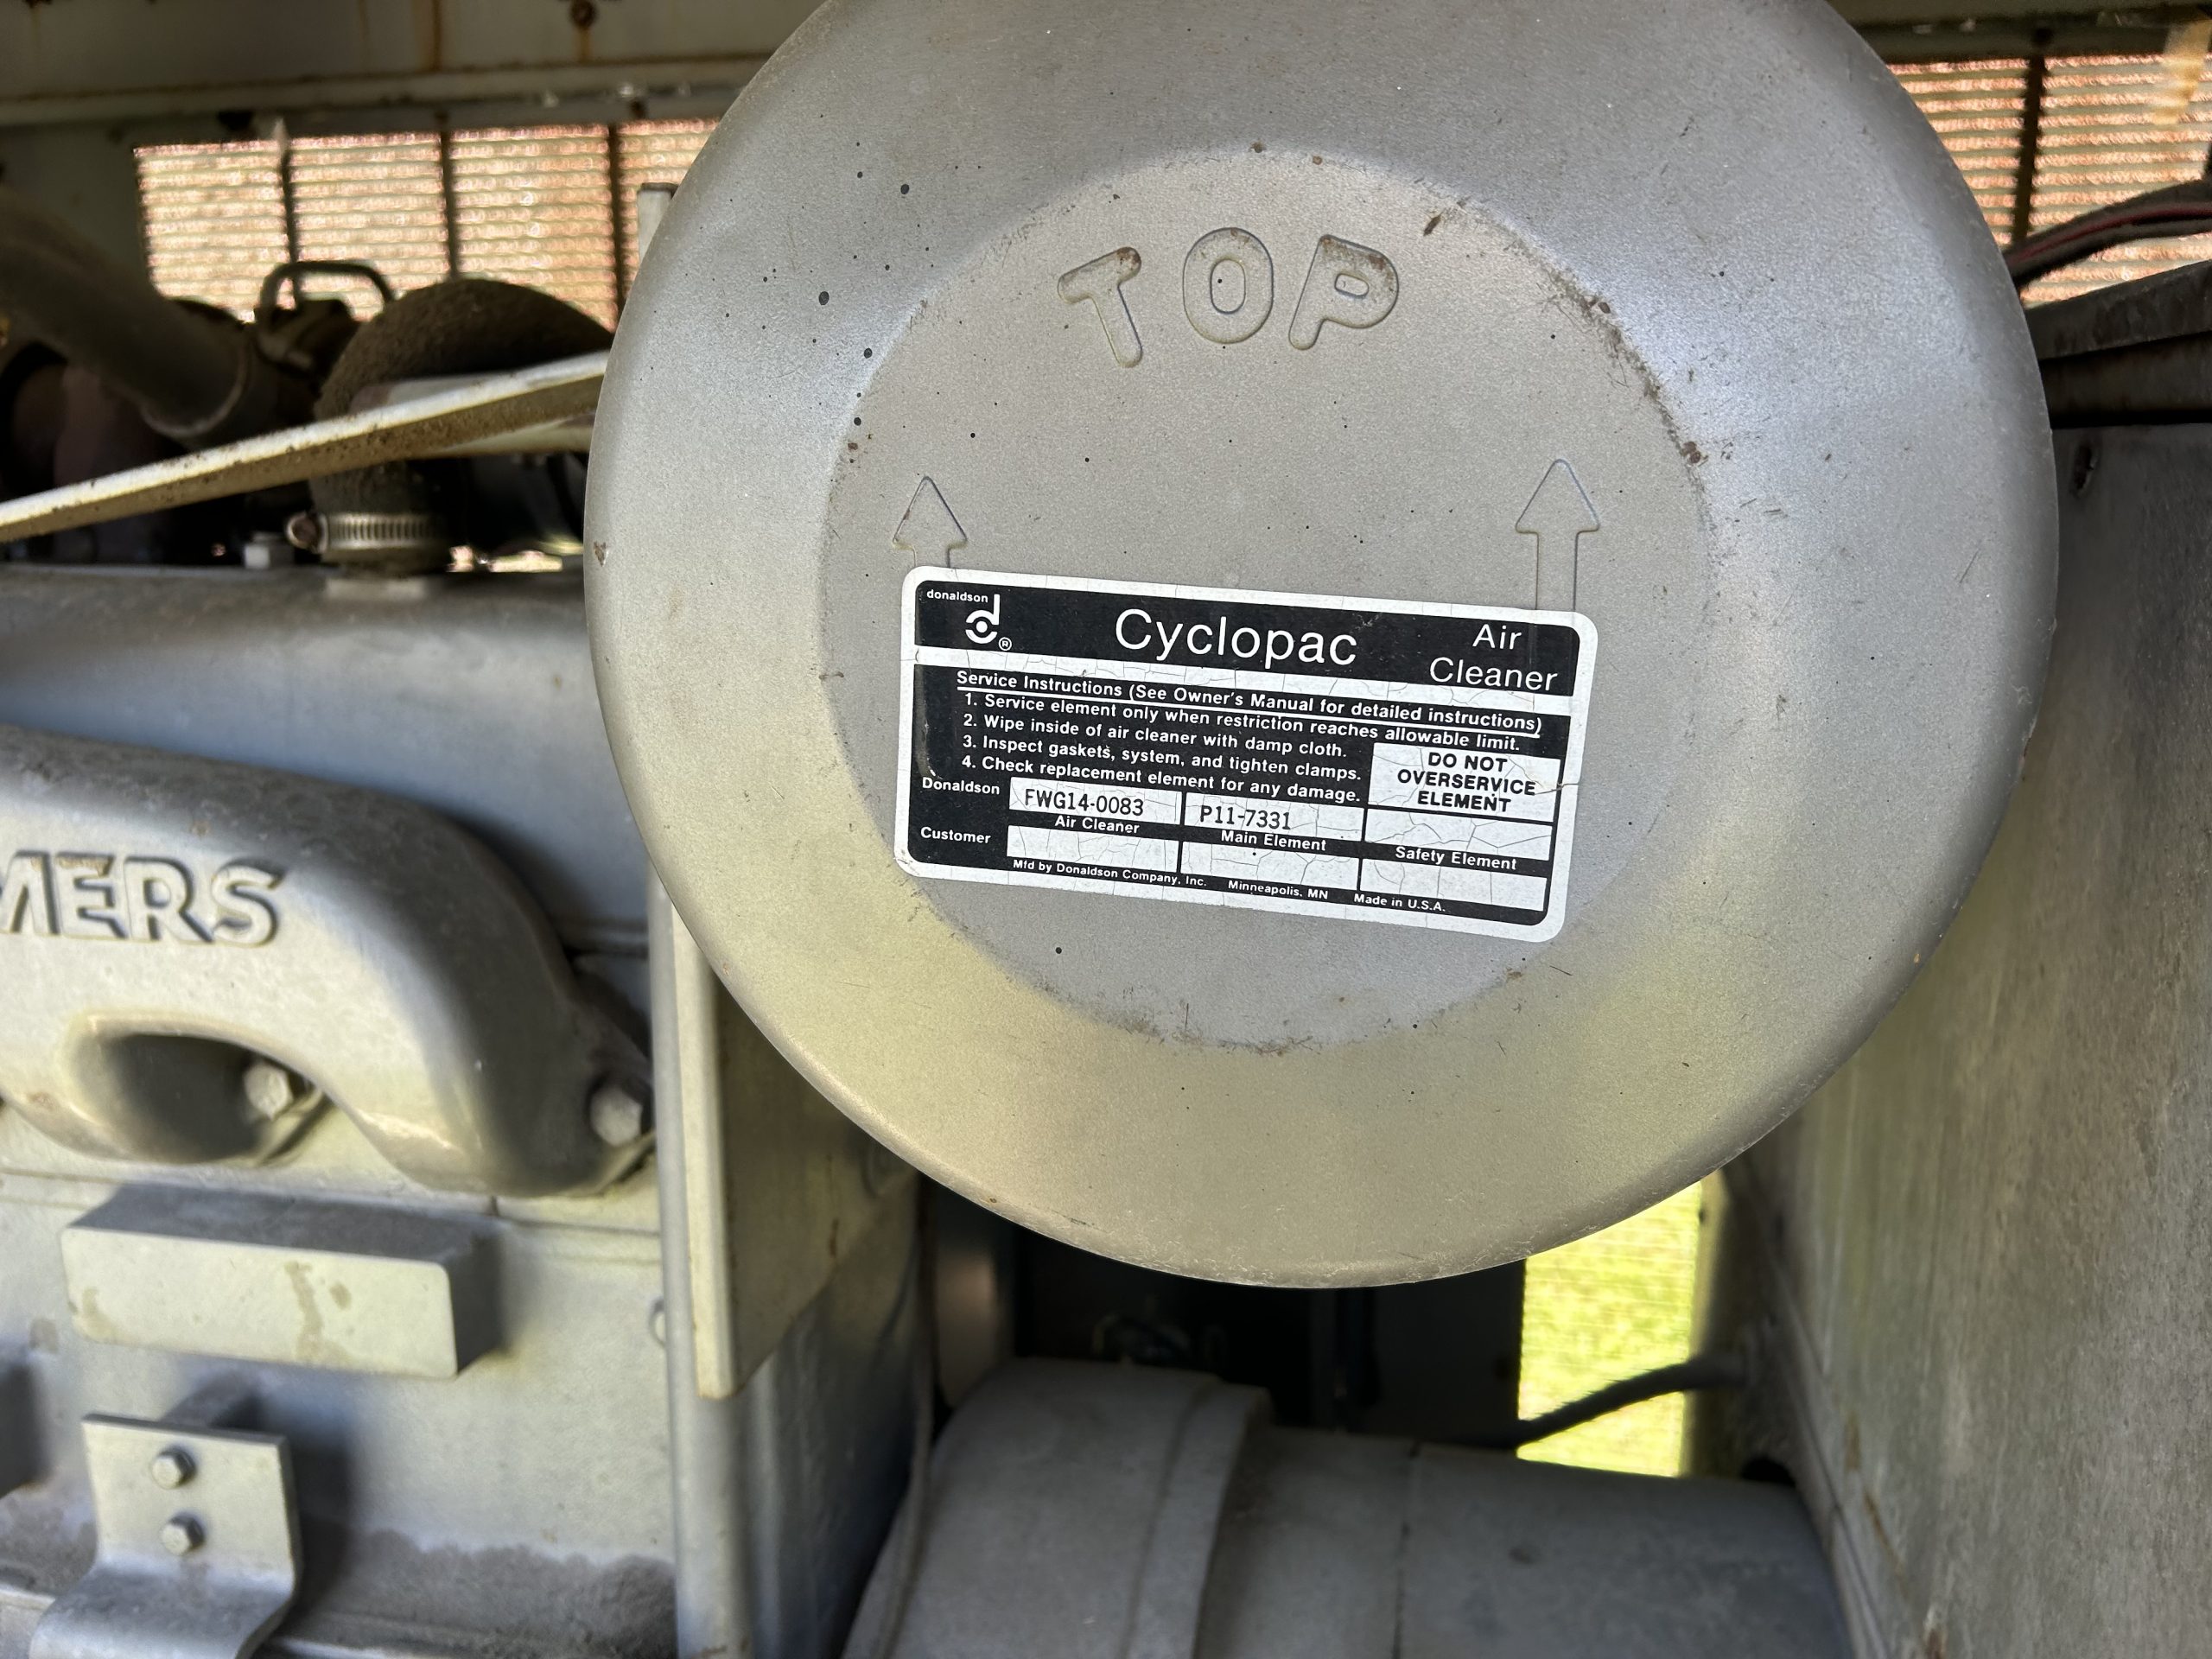 TOP
donaldson
Cyclopac
Air
Cleaner
Service Instructions (See Owner's Manual for detailed instructions)
1. Service element only when restriction reaches allowable limit.
2. Wipe inside of air cleaner with damp cloth.
3. Inspect gaskets, system, and tighten clamps.
4. Check replacement element for any damage.
DO NOT
OVERSERVICE
ELEMENT
Donaldson
FWG14-0083
P11-7331
Air Cleaner
Main Element
Safety Element
Customer
Mfd by Donaldson Company, Inc. Minneapolis, MN Made in U.S.A.
MERS